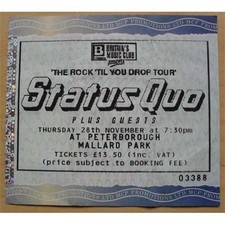 B BRITAIN'S MUSIC CLUB
'THE ROCK 'TIL YOU DROP TOUR'
Status Quo
PLUS GUESTS
THURSDAY 28th NOVEMBER at 7:30pm
AT PETERBOROUGH
MALLARD PARK
TICKETS £13.50 (inc. VAT)
(price subject to BOOKING FEE)
03388